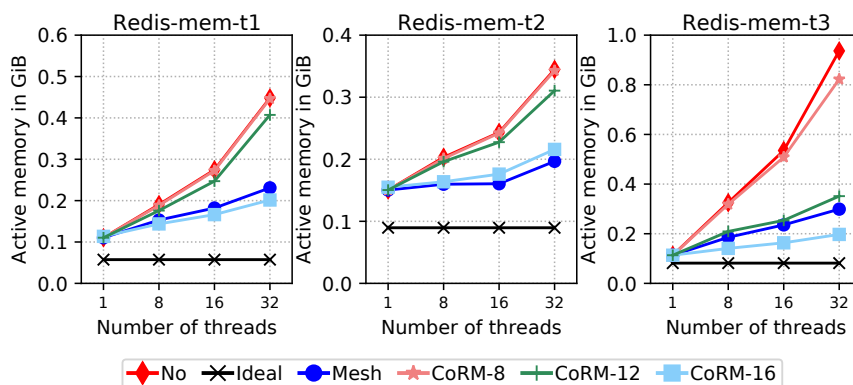 Redis-mem-t1
Redis-mem-t2
Redis-mem-t3
Active memory in GiB
0.6
0.5
0.4
0.3
0.2
0.1
0.0
1
8
16
32
Number of threads
Active memory in GiB
0.4
0.3
0.2
0.1
0.0
1
8
16
32
Number of threads
Active memory in GiB
1.0
0.8
0.6
0.4
0.2
0.0
1
8
16
32
Number of threads
No
Ideal
Mesh
CoRM-8
CoRM-12
CoRM-16